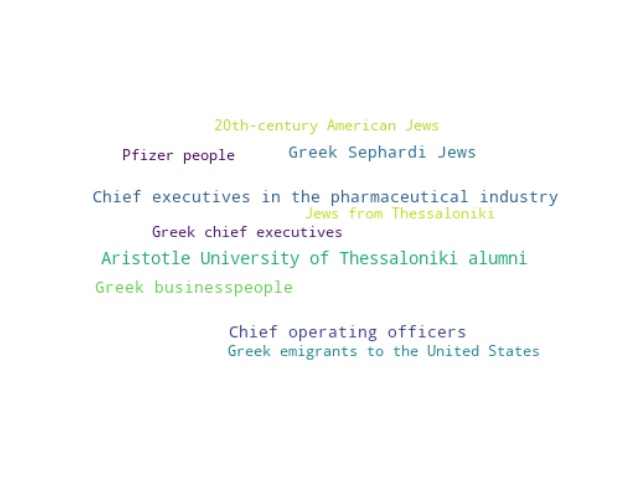 20th-century American Jews
Pfizer people
Greek Sephardi Jews
Chief executives in the pharmaceutical industry
Jews from Thessaloniki
Greek chief executives
Aristotle University of Thessaloniki alumni
Greek businesspeople
Chief operating officers
Greek emigrants to the United States